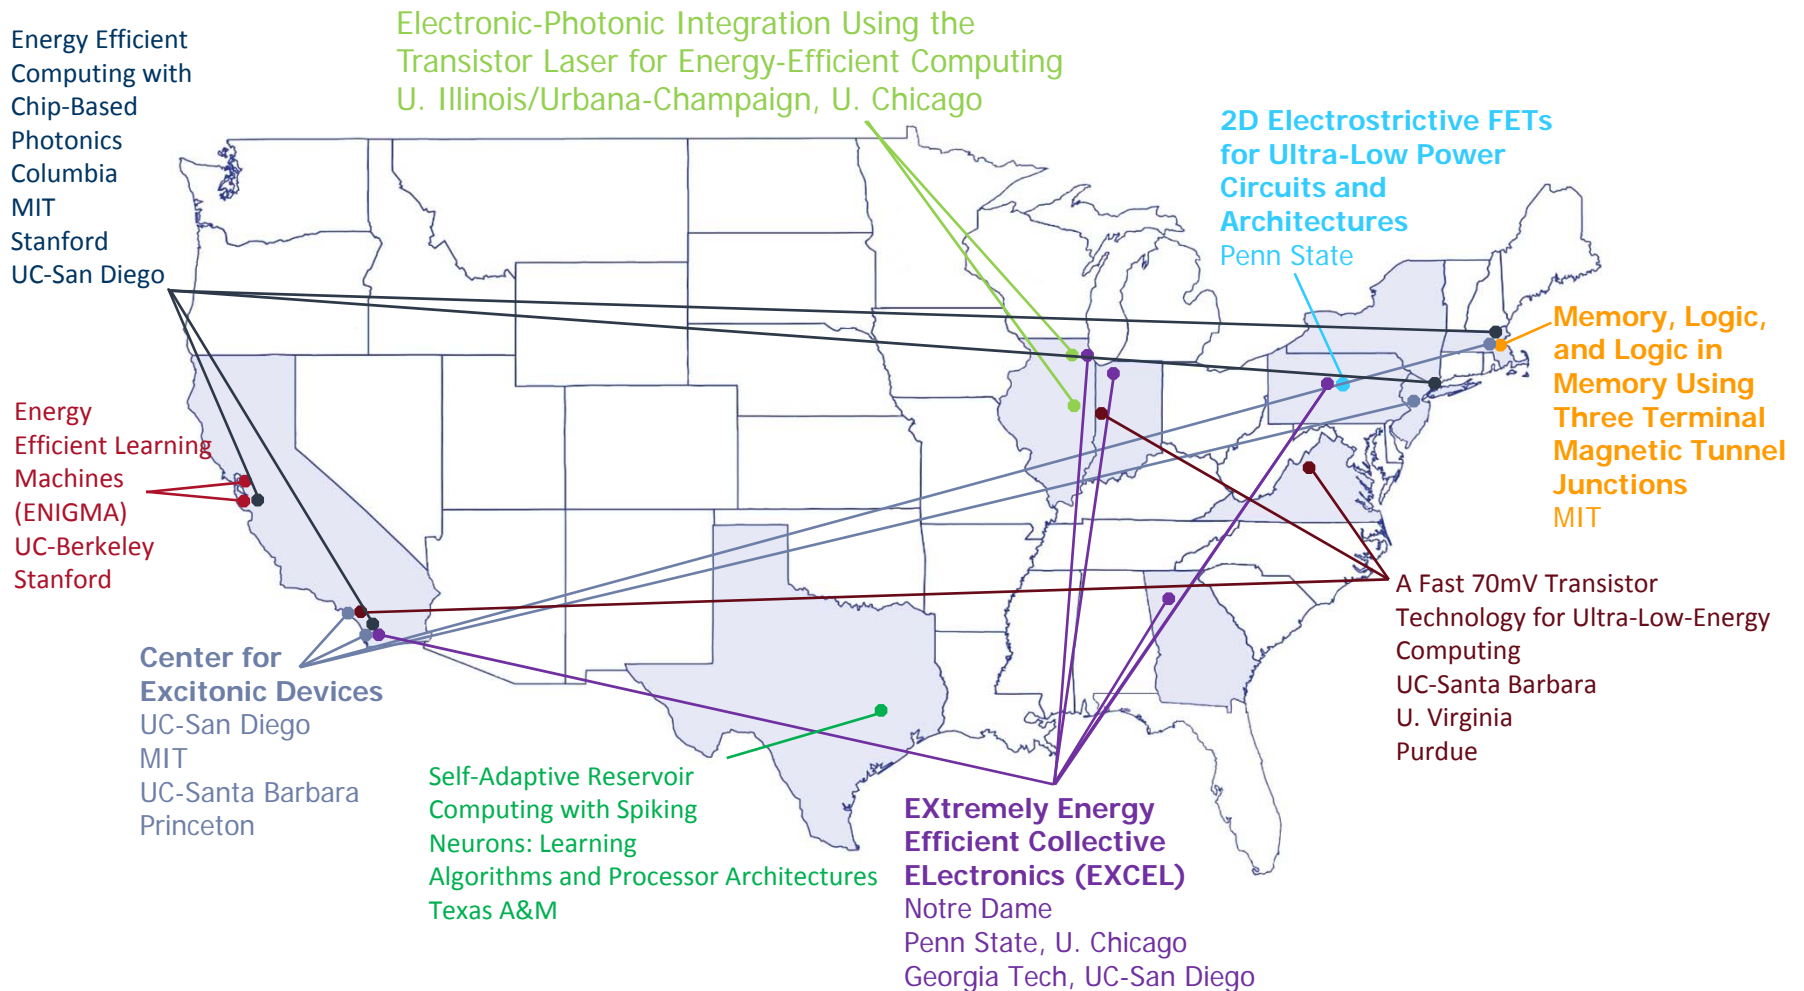 Energy Efficient
Computing with
Chip-Based
Photonics
Columbia
MIT
Stanford
UC-San Diego
Electronic-Photonic Integration Using the
Transistor Laser for Energy-Efficient Computing
U. Illinois/Urbana-Champaign, U. Chicago
2D Electrostrictive FETs
for Ultra-Low Power
Circuits and
Architectures
Penn State
Memory, Logic,
and Logic in
Memory Using
Three Terminal
Magnetic Tunnel
Junctions
MIT
Energy
Efficient Learning
Machines
(ENIGMA)
UC-Berkeley
Stanford
A Fast 70mV Transistor
Technology for Ultra-Low-Energy
Computing
UC-Santa Barbara
U. Virginia
Purdue
Center for
Excitonic Devices
UC-San Diego
MIT
UC-Santa Barbara
Princeton
Self-Adaptive Reservoir
Computing with Spiking
Neurons: Learning
Algorithms and Processor Architectures
Texas A&M
EXtremely Energy
Efficient Collective
ELectronics (EXCEL)
Notre Dame
Penn State, U. Chicago
Georgia Tech, UC-San Diego